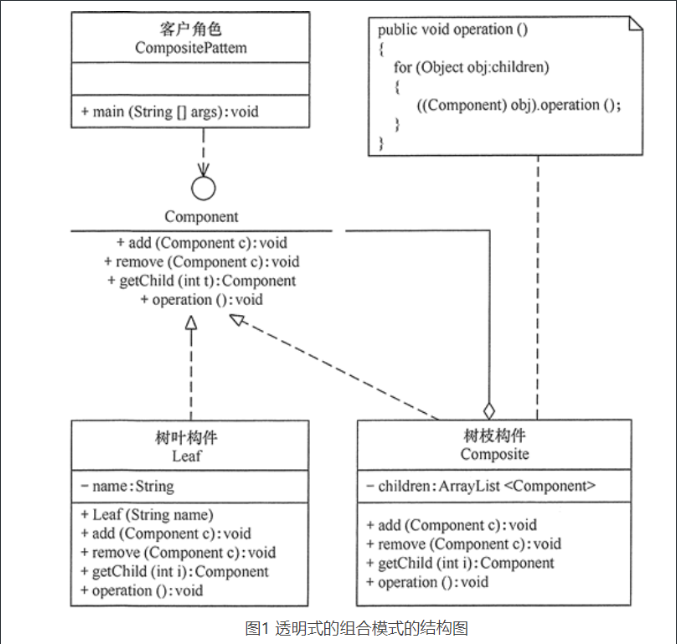 客户角色
CompositePattem
+ main (String [] args) : void
public void operation ()
{
for (Object obj:children)
{
((Component) obj).operation ();
}
}
Component
+ add (Component c) : void
+ remove (Component c) : void
+ getChild (int t) : Component
+ operation () : void
树叶构件
Leaf
− name : String
+ Leaf (String name)
+ add (Component c) : void
+ remove (Component c) : void
+ getChild (int i) : Component
+ operation () : void
树枝构件
Composite
− children : ArrayList <Component>
+ add (Component c) : void
+ remove (Component c) : void
+ getChild (int i) : Component
+ operation () : void
图1 透明式的组合模式的结构图